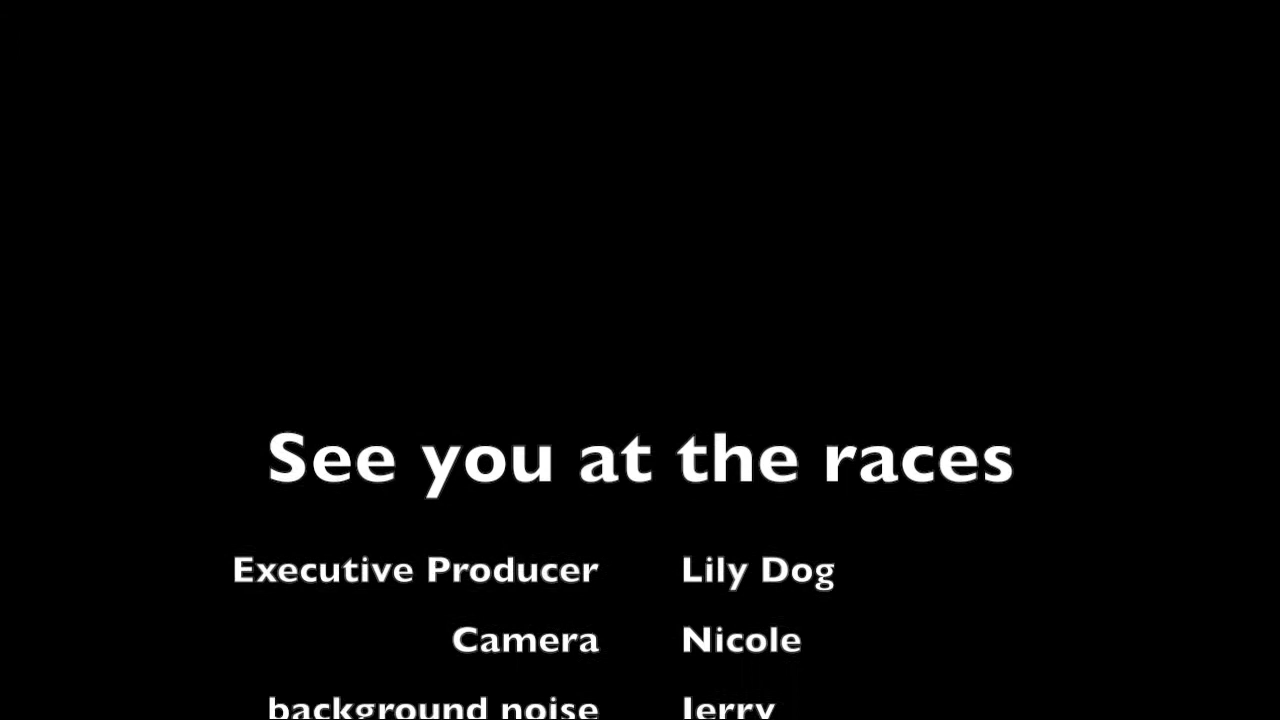 See you at the races
Executive Producer Lily Dog
Camera Nicole
background noise Jerry